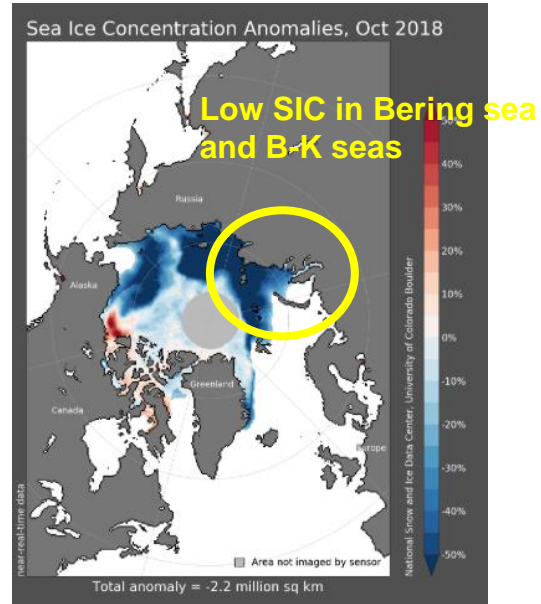 Sea Ice Concentration Anomalies, Oct 2018
Low SIC in Bering sea
and B-K seas
50%
40%
30%
20%
10%
0%
-10%
-20%
-30%
-40%
-50%
Russia
Alaska
Canada
Greenland
Europe
near-real-time data
Area not imaged by sensor
National Snow and Ice Data Center, University of Colorado Boulder
Total anomaly = -2.2 million sq km